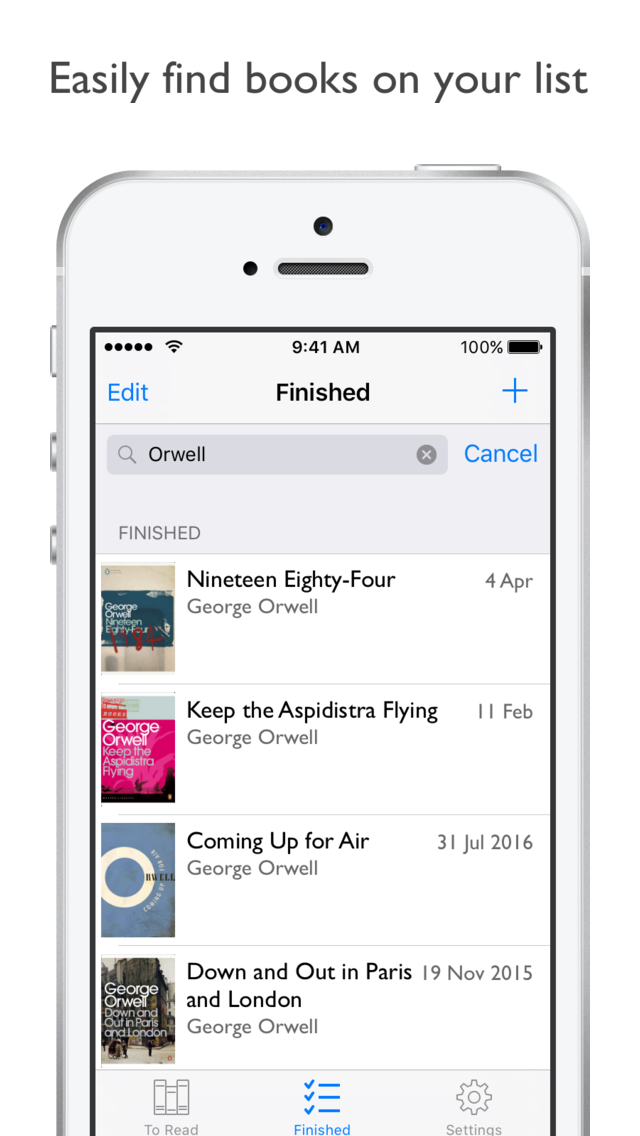 Easily find books on your list
9:41 AM
100%
Edit
Finished
Orwell
Cancel
FINISHED
George
Orwell
Nineteen
Eighty-Four
1984
Nineteen Eighty-Four
4 Apr
George Orwell
BOOKS
George
Orwell
Keep the
Aspidistra
Flying
Keep the Aspidistra Flying
11 Feb
George Orwell
ORWELL
COMING UP
FOR AIR
Coming Up for Air
31 Jul 2016
George Orwell
George
Orwell
Down and
Out in Paris
and London
Down and Out in Paris
and London
19 Nov 2015
George Orwell
To Read
Finished
Settings